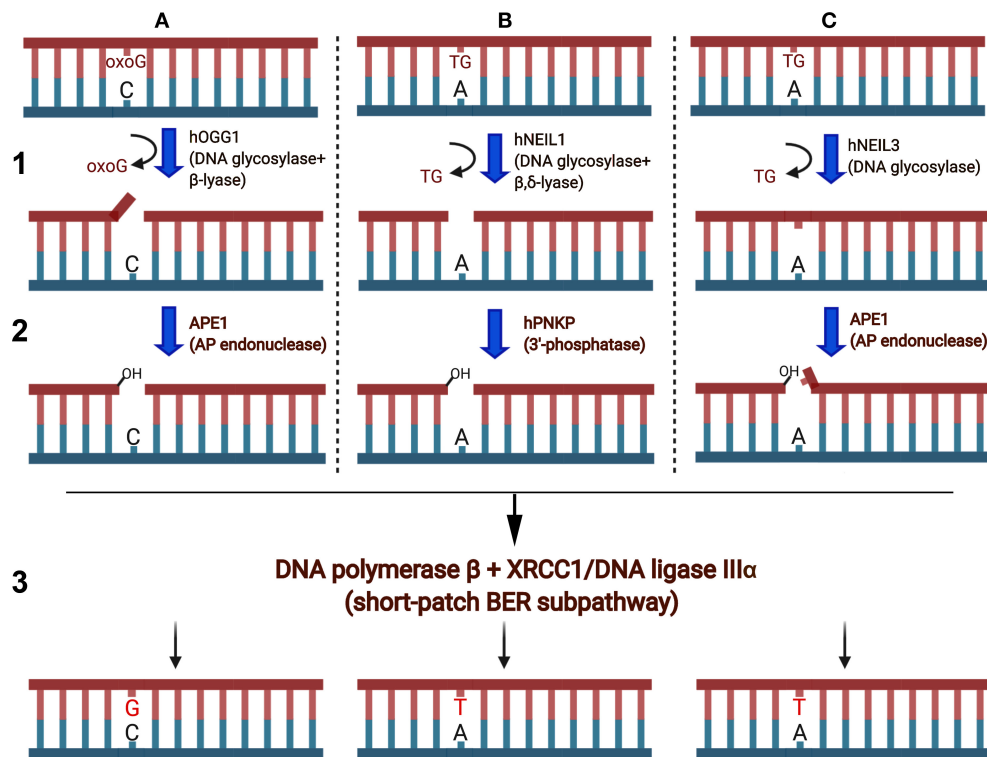 A
B
C
oxoG
C
TG
A
TG
A
1
oxoG
hOGG1
(DNA glycosylase+
β-lyase)
TG
hNEIL1
(DNA glycosylase+
β,δ-lyase)
TG
hNEIL3
(DNA glycosylase)
C
A
A
2
APE1
(AP endonuclease)
hPNKP
(3'-phosphatase)
APE1
(AP endonuclease)
OH
C
OH
A
OH
A
3
DNA polymerase β + XRCC1/DNA ligase IIIα
(short-patch BER subpathway)
G
C
T
A
T
A